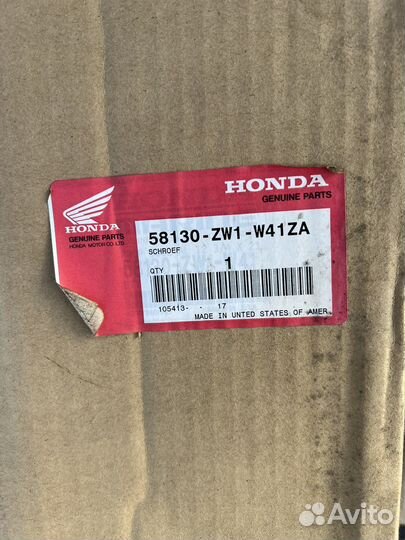 HONDA
GENUINE PARTS
HONDA
GENUINE PARTS
HONDA MOTOR CO., LTD.
58130-ZW1-W41ZA
SCHROEF
QTY
1
105413- - 17
MADE IN UNITED STATES OF AMER
Avito